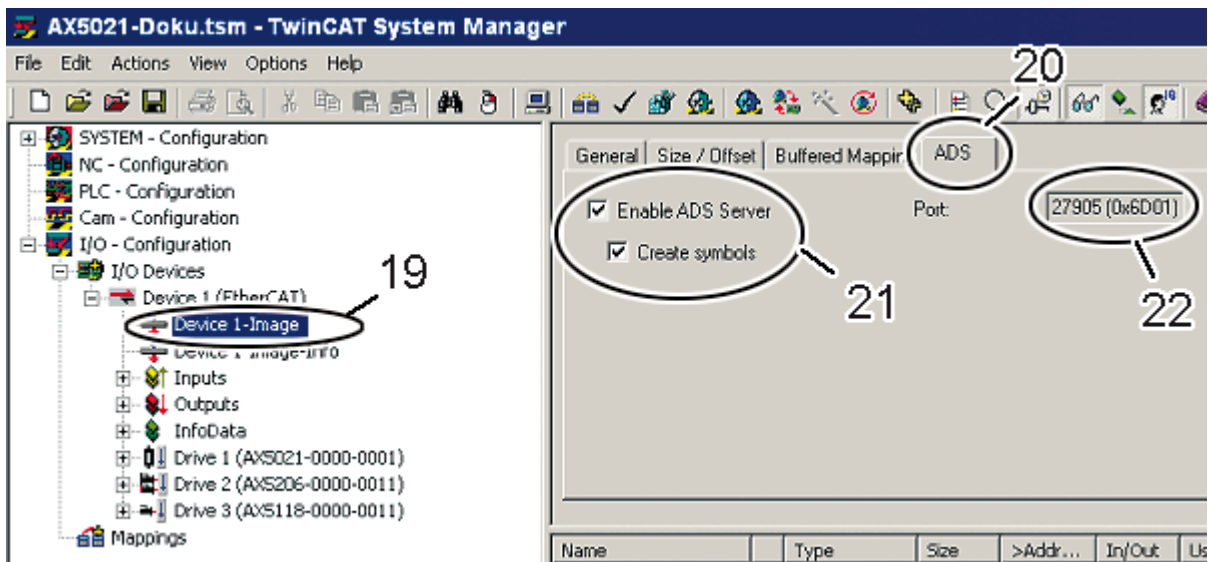 AX5021-Doku.tsm - TwinCAT System Manager
File Edit Actions View Options Help
20
SYSTEM - Configuration
NC - Configuration
PLC - Configuration
Cam - Configuration
I/O - Configuration
I/O Devices
Device 1 (EtherCAT)
19
Device 1-Image
Device 1-Image-Info
Inputs
Outputs
InfoData
Drive 1 (AX5021-0000-0001)
Drive 2 (AX5206-0000-0011)
Drive 3 (AX5118-0000-0011)
Mappings
General Size / Offset Buffered Mappin ADS
Enable ADS Server Port: 27905 (0x6D01)
Create symbols
21
22
Name Type Size >Addr... In/Out Us